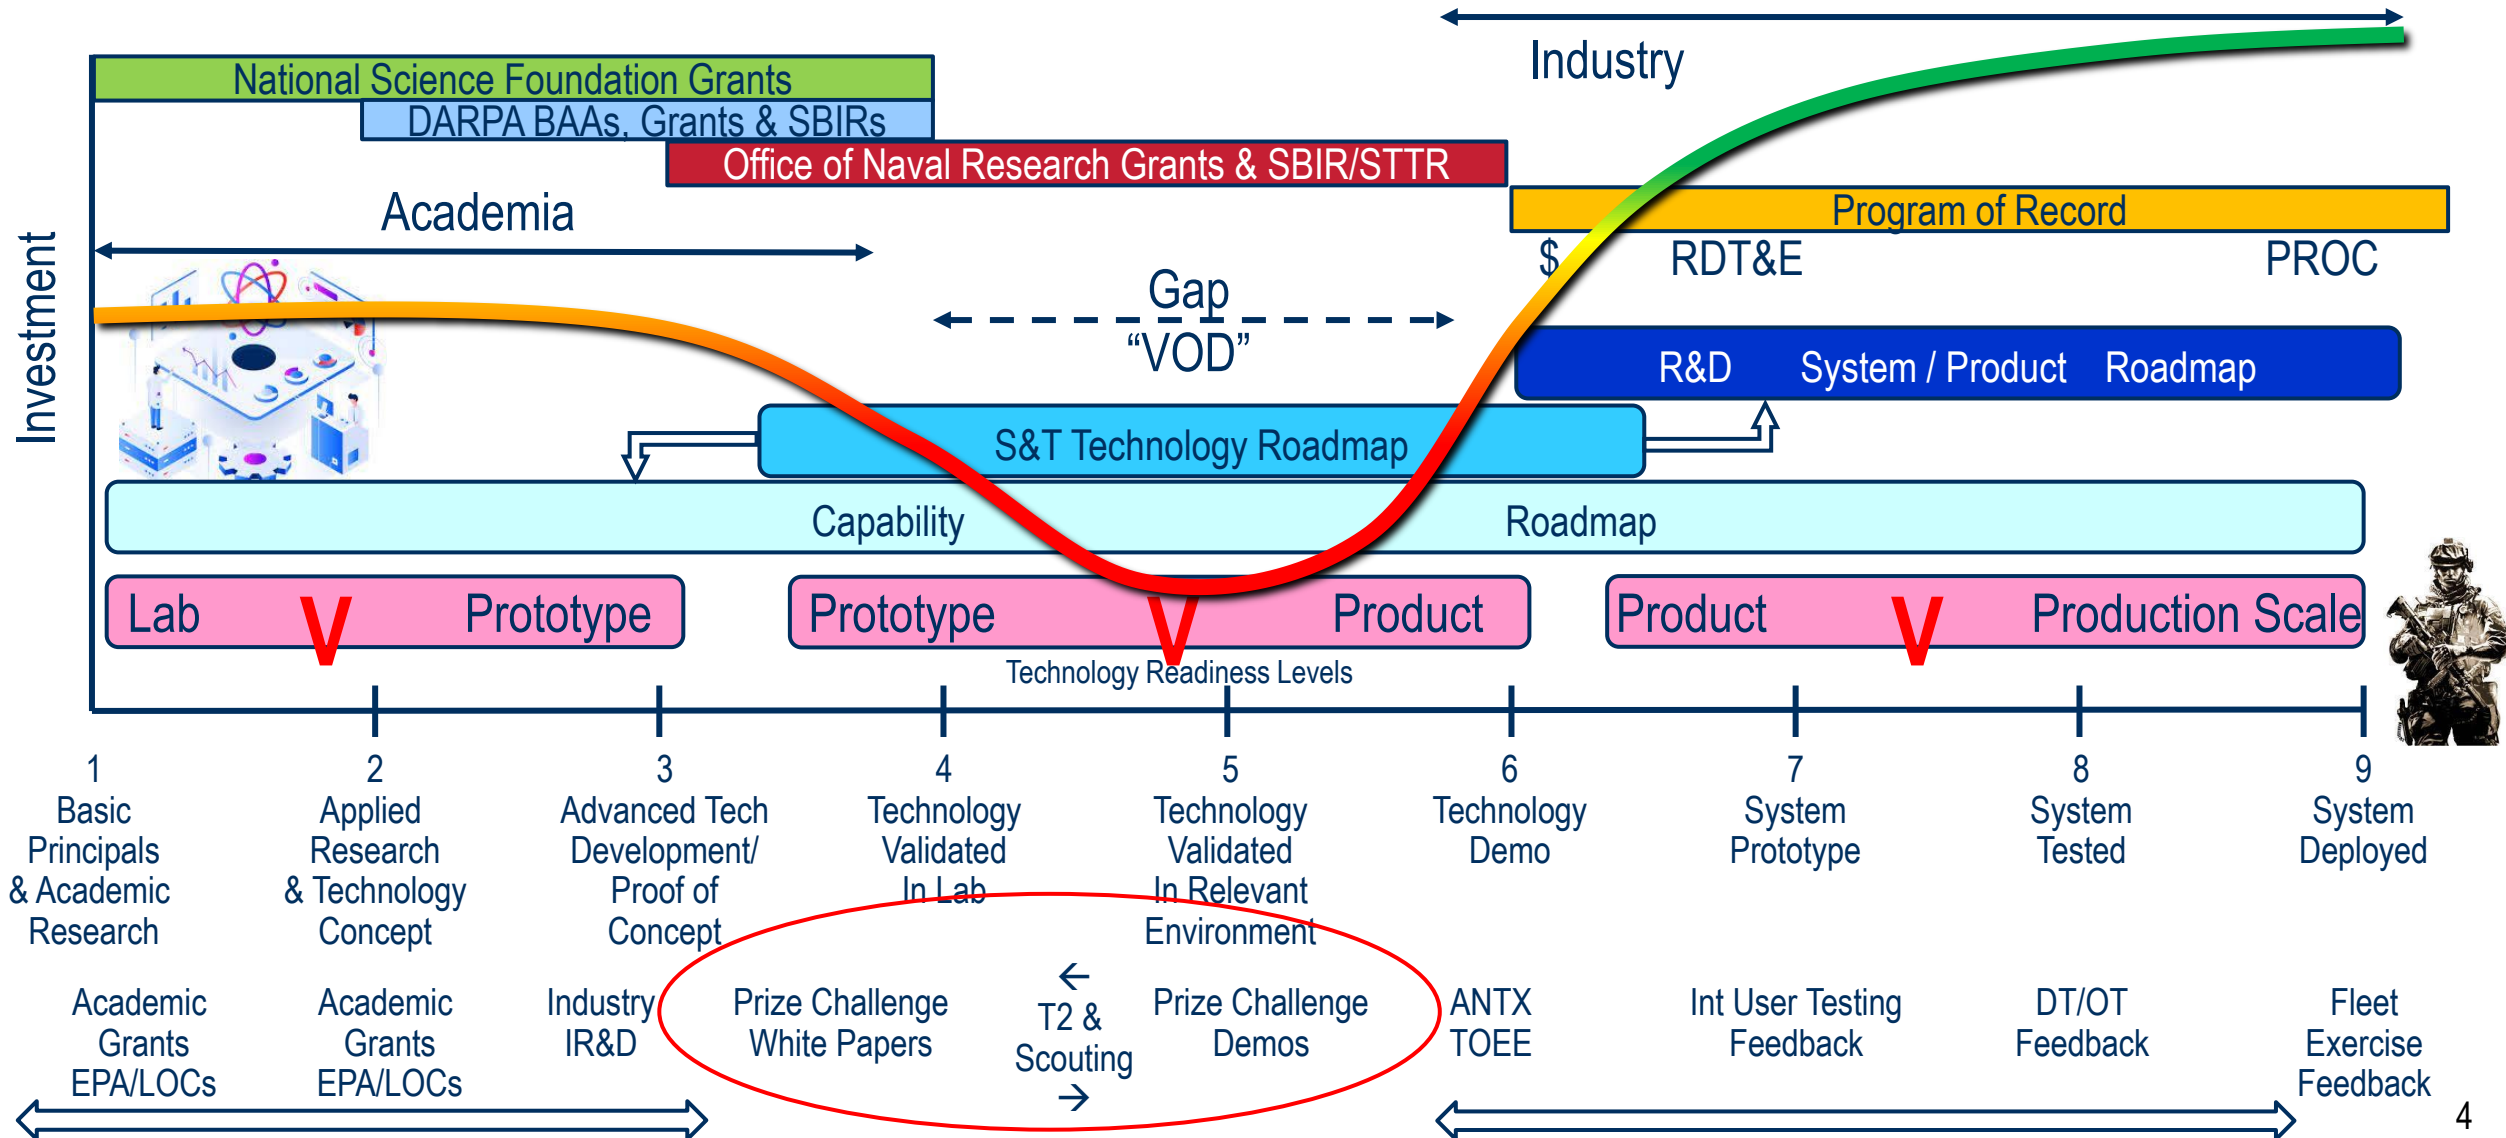 Industry
National Science Foundation Grants
DARPA BAAs, Grants & SBIRs
Office of Naval Research Grants & SBIR/STTR
Academia
Program of Record
$ RDT&E PROC
Investment
Gap
“VOD”
R&D System / Product Roadmap
S&T Technology Roadmap
Capability Roadmap
Lab V Prototype
Prototype V Product
Product V Production Scale
Technology Readiness Levels
1
Basic
Principals
& Academic
Research
2
Applied
Research
& Technology
Concept
3
Advanced Tech
Development/
Proof of
Concept
4
Technology
Validated
In Lab
5
Technology
Validated
In Relevant
Environment
6
Technology
Demo
7
System
Prototype
8
System
Tested
9
System
Deployed
Academic
Grants
EPA/LOCs
Academic
Grants
EPA/LOCs
Industry
IR&D
Prize Challenge
White Papers
←
T2 &
Scouting
→
Prize Challenge
Demos
ANTX
TOEE
Int User Testing
Feedback
DT/OT
Feedback
Fleet
Exercise
Feedback
4